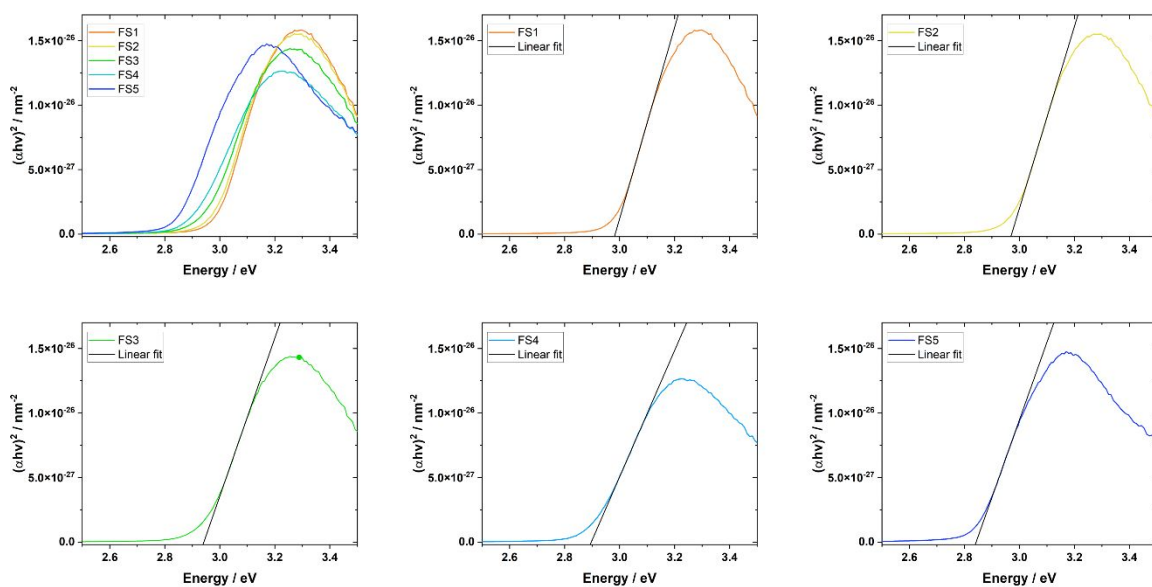 FS1
FS2
FS3
FS4
FS5
(αhv)² / nm⁻²
1.5×10⁻²⁶
1.0×10⁻²⁶
5.0×10⁻²⁷
0.0
2.6 2.8 3.0 3.2 3.4
Energy / eV
FS1
Linear fit
(αhv)² / nm⁻²
1.5×10⁻²⁶
1.0×10⁻²⁶
5.0×10⁻²⁷
0.0
2.6 2.8 3.0 3.2 3.4
Energy / eV
FS2
Linear fit
(αhv)² / nm⁻²
1.5×10⁻²⁶
1.0×10⁻²⁶
5.0×10⁻²⁷
0.0
2.6 2.8 3.0 3.2 3.4
Energy / eV
FS3
Linear fit
(αhv)² / nm⁻²
1.5×10⁻²⁶
1.0×10⁻²⁶
5.0×10⁻²⁷
0.0
2.6 2.8 3.0 3.2 3.4
Energy / eV
FS4
Linear fit
(αhv)² / nm⁻²
1.5×10⁻²⁶
1.0×10⁻²⁶
5.0×10⁻²⁷
0.0
2.6 2.8 3.0 3.2 3.4
Energy / eV
FS5
Linear fit
(αhv)² / nm⁻²
1.5×10⁻²⁶
1.0×10⁻²⁶
5.0×10⁻²⁷
0.0
2.6 2.8 3.0 3.2 3.4
Energy / eV